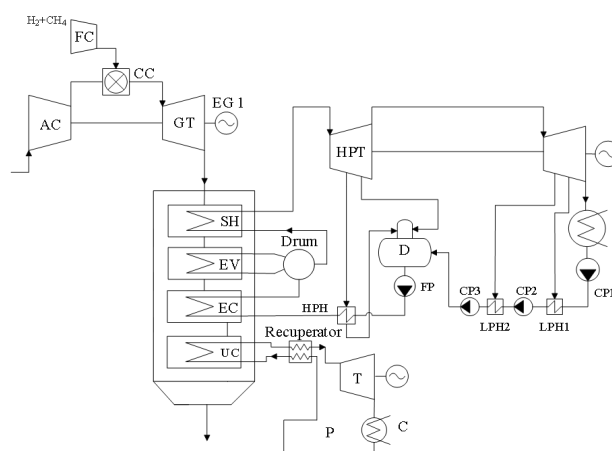 H₂+CH₄
FC
CC
EG 1
AC
GT
HPT
SH
Drum
D
EV
FP
CP3
CP2
CP1
EC
HPH
LPH2
LPH1
Recuperator
UC
T
P
C